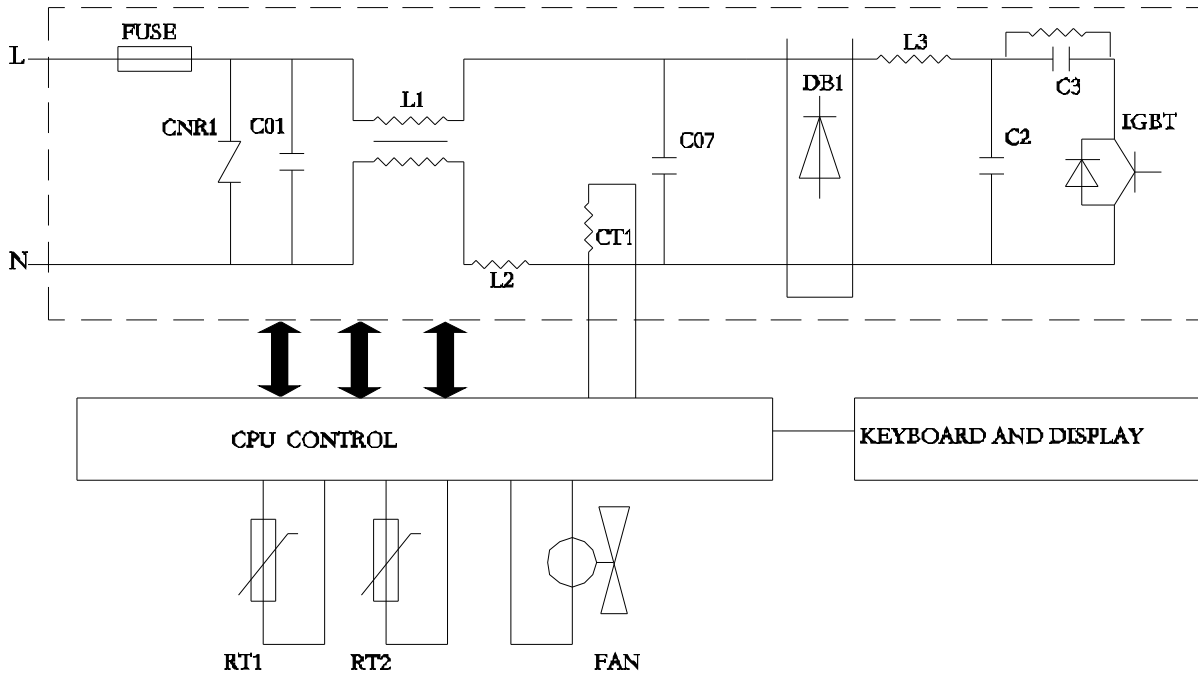 FUSE
L
L3
C3
DB1
L1
CNR1
C01
C07
C2
IGBT
CT1
N
L2
CPU CONTROL
KEYBOARD AND DISPLAY
RT1
RT2
FAN